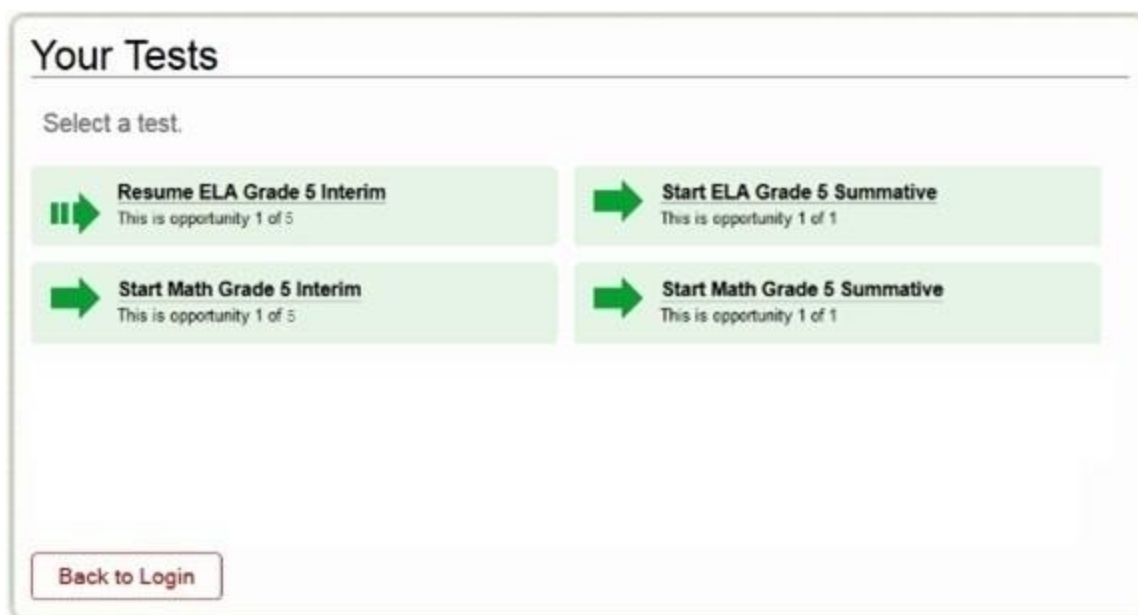 Your Tests
Select a test.
Resume ELA Grade 5 Interim
This is opportunity 1 of 5
Start ELA Grade 5 Summative
This is opportunity 1 of 1
Start Math Grade 5 Interim
This is opportunity 1 of 5
Start Math Grade 5 Summative
This is opportunity 1 of 1
Back to Login